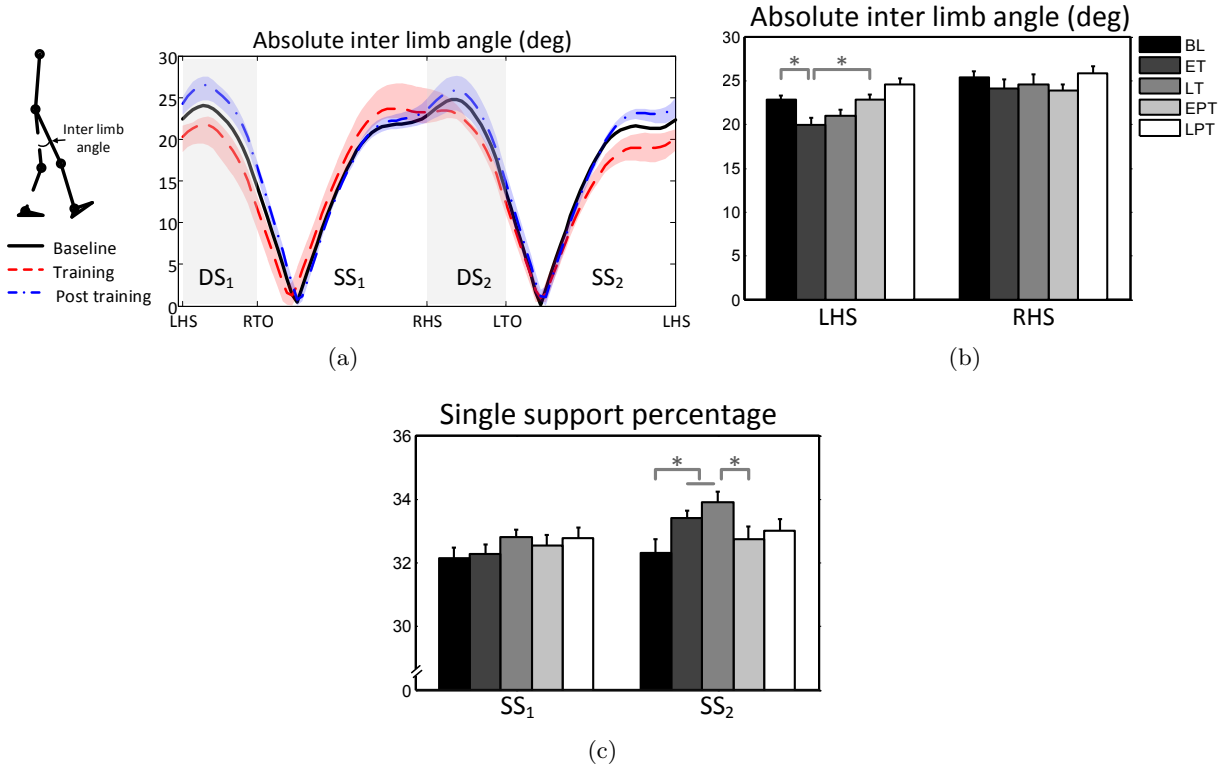 Absolute inter limb angle (deg)
30
25
20
15
10
5
0
DS1
SS1
DS2
SS2
LHS
RTO
RHS
LTO
LHS
Inter limb
angle
Baseline
Training
Post training
(a)
Absolute inter limb angle (deg)
30
25
20
15
10
5
0
*
*
LHS
RHS
BL
ET
LT
EPT
LPT
(b)
Single support percentage
36
34
32
30
0
*
*
SS1
SS2
(c)